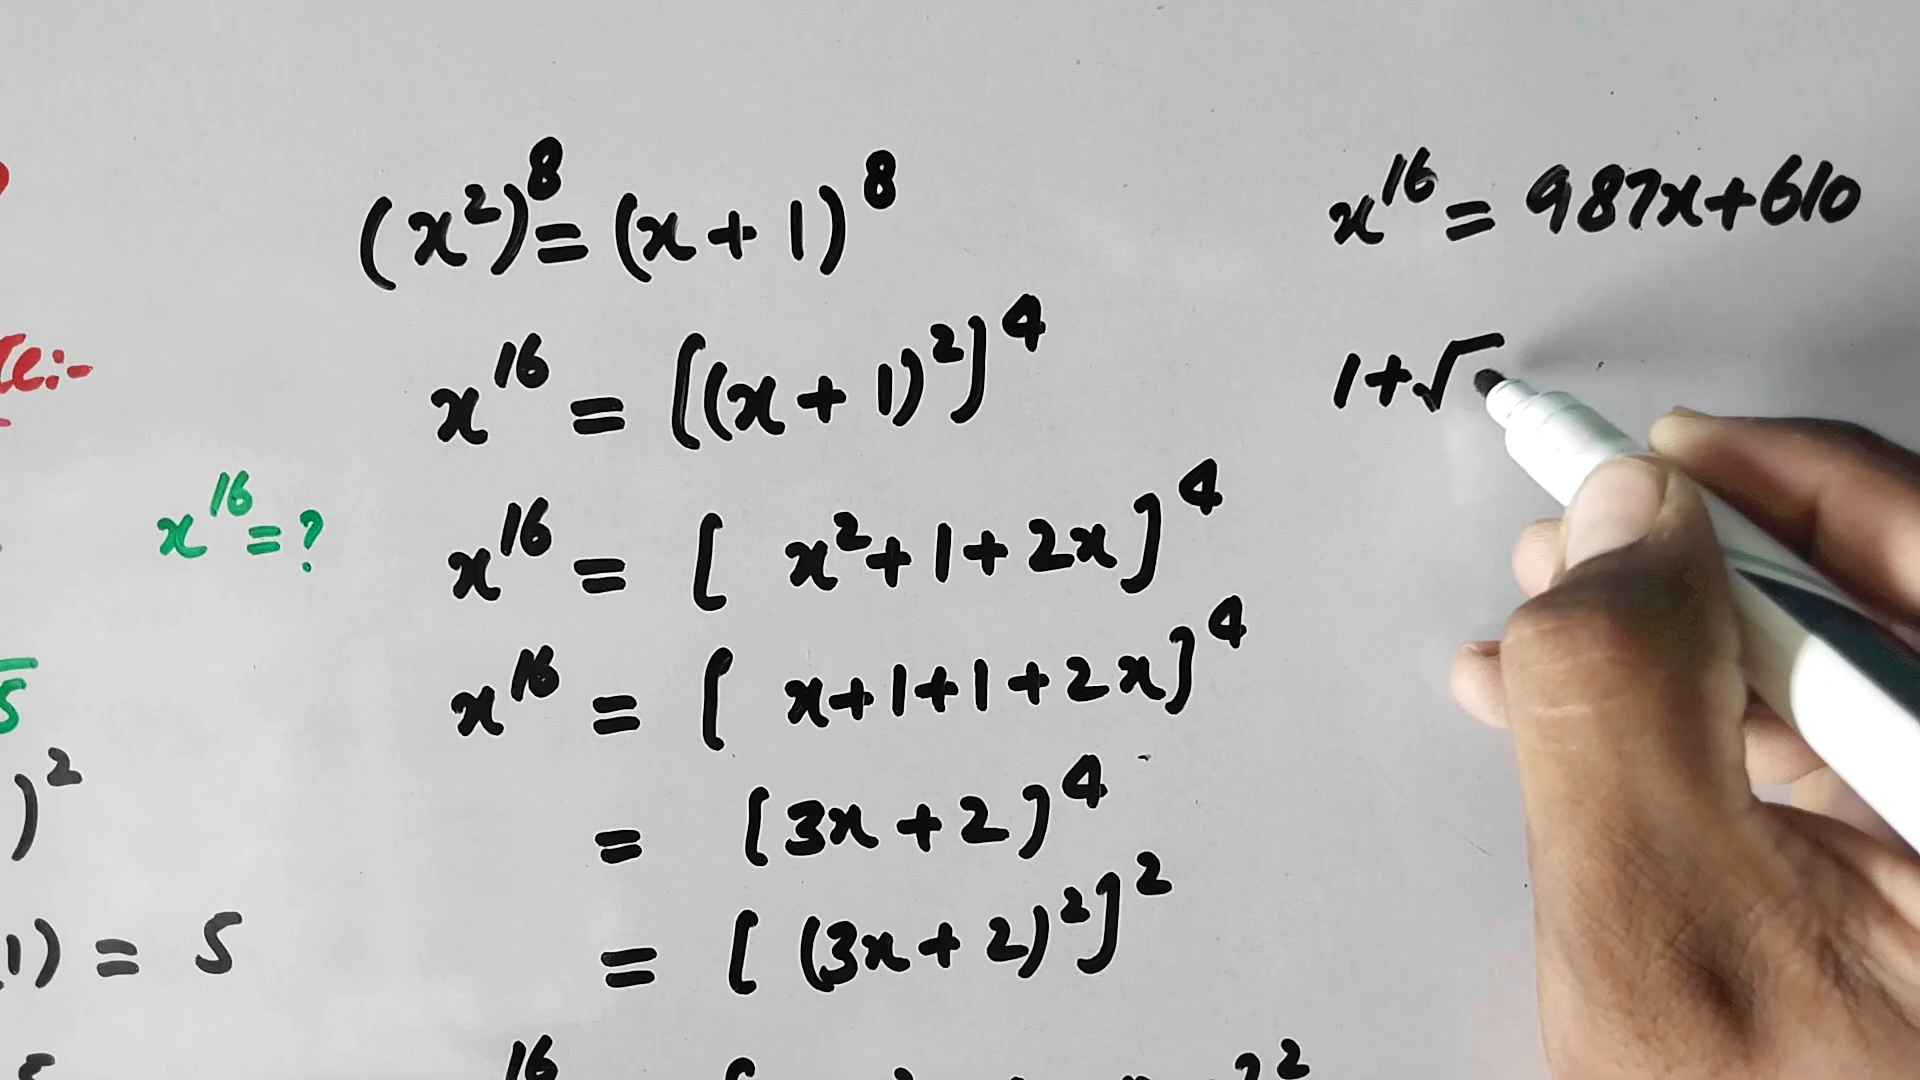 (x²)⁸ = (x + 1)⁸
x¹⁶ = [(x + 1)²]⁴
x¹⁶ = [x² + 1 + 2x]⁴
x¹⁶ = [x + 1 + 1 + 2x]⁴
= [3x + 2]⁴
= [(3x + 2)²]²
x¹⁶ = 987x + 610
1 + √
x¹⁶ = ?
)²
1) = 5